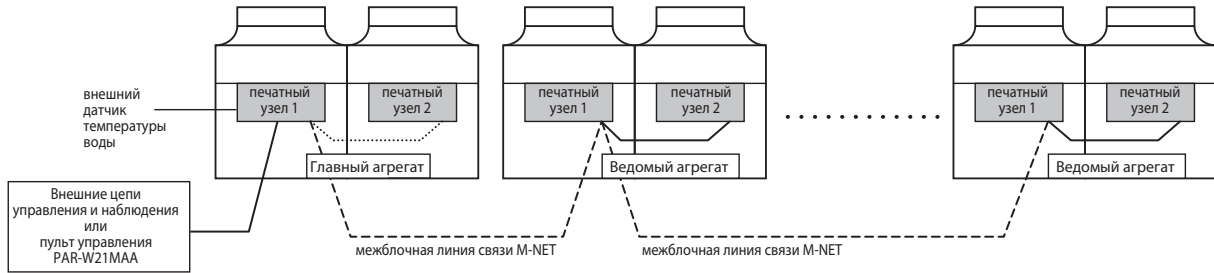 печатный
узел 1
печатный
узел 2
печатный
узел 1
печатный
узел 2
печатный
узел 1
печатный
узел 2
внешний
датчик
температуры
воды
Главный агрегат
Ведомый агрегат
Ведомый агрегат
Внешние цепи
управления и наблюдения
или
пульт управления
PAR-W21MAA
межблочная линия связи M-NET
межблочная линия связи M-NET